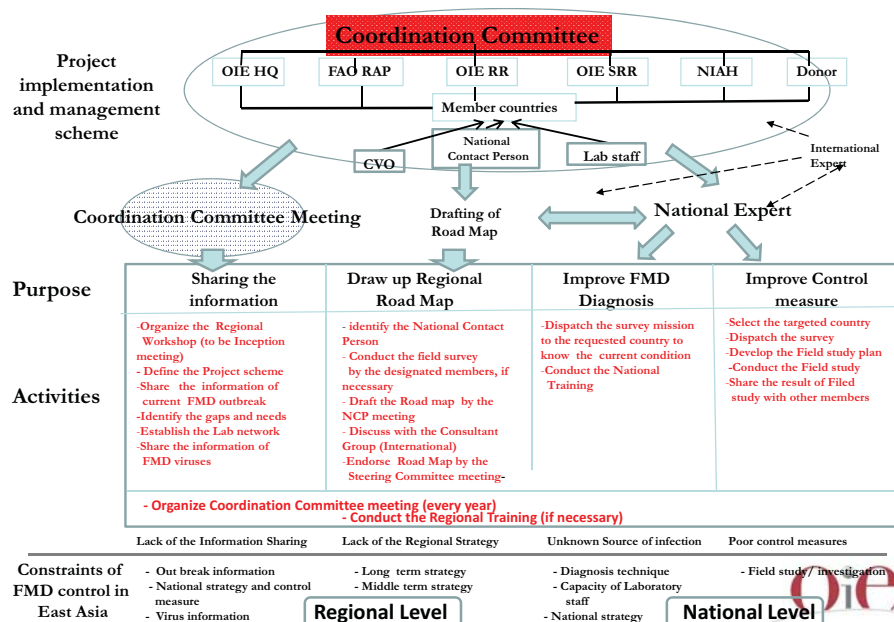 Coordination Committee
Project
implementation
and management
scheme
OIE HQ
FAO RAP
OIE RR
OIE SRR
NIAH
Donor
Member countries
CVO
National
Contact Person
Lab staff
International
Expert
Coordination Committee Meeting
Drafting of
Road Map
National Expert
Purpose
Sharing the
information
Draw up Regional
Road Map
Improve FMD
Diagnosis
Improve Control
measure
Activities
-Organize the Regional
Workshop (to be Inception
meeting)
- Define the Project scheme
-Share the information of
current FMD outbreak
-Identify the gaps and needs
-Establish the Lab network
-Share the information of
FMD viruses
- identify the National Contact
Person
- Conduct the field survey
by the designated members, if
necessary
- Draft the Road map by the
NCP meeting
- Discuss with the Consultant
Group (International)
-Endorse Road Map by the
Steering Committee meeting-
-Dispatch the survey mission
to the requested country to
know the current condition
-Conduct the National
Training
-Select the targeted country
-Dispatch the survey
-Develop the Field study plan
-Conduct the Field study
-Share the result of Filed
study with other members
- Organize Coordination Committee meeting (every year)
- Conduct the Regional Training (if necessary)
Constraints of
FMD control in
East Asia
Lack of the Information Sharing
- Out break information
- National strategy and control
measure
- Virus information
Lack of the Regional Strategy
- Long term strategy
- Middle term strategy
Unknown Source of infection
- Diagnosis technique
- Capacity of Laboratory
staff
- National strategy
Poor control measures
- Field study/ investigation
Regional Level
National Level
oie